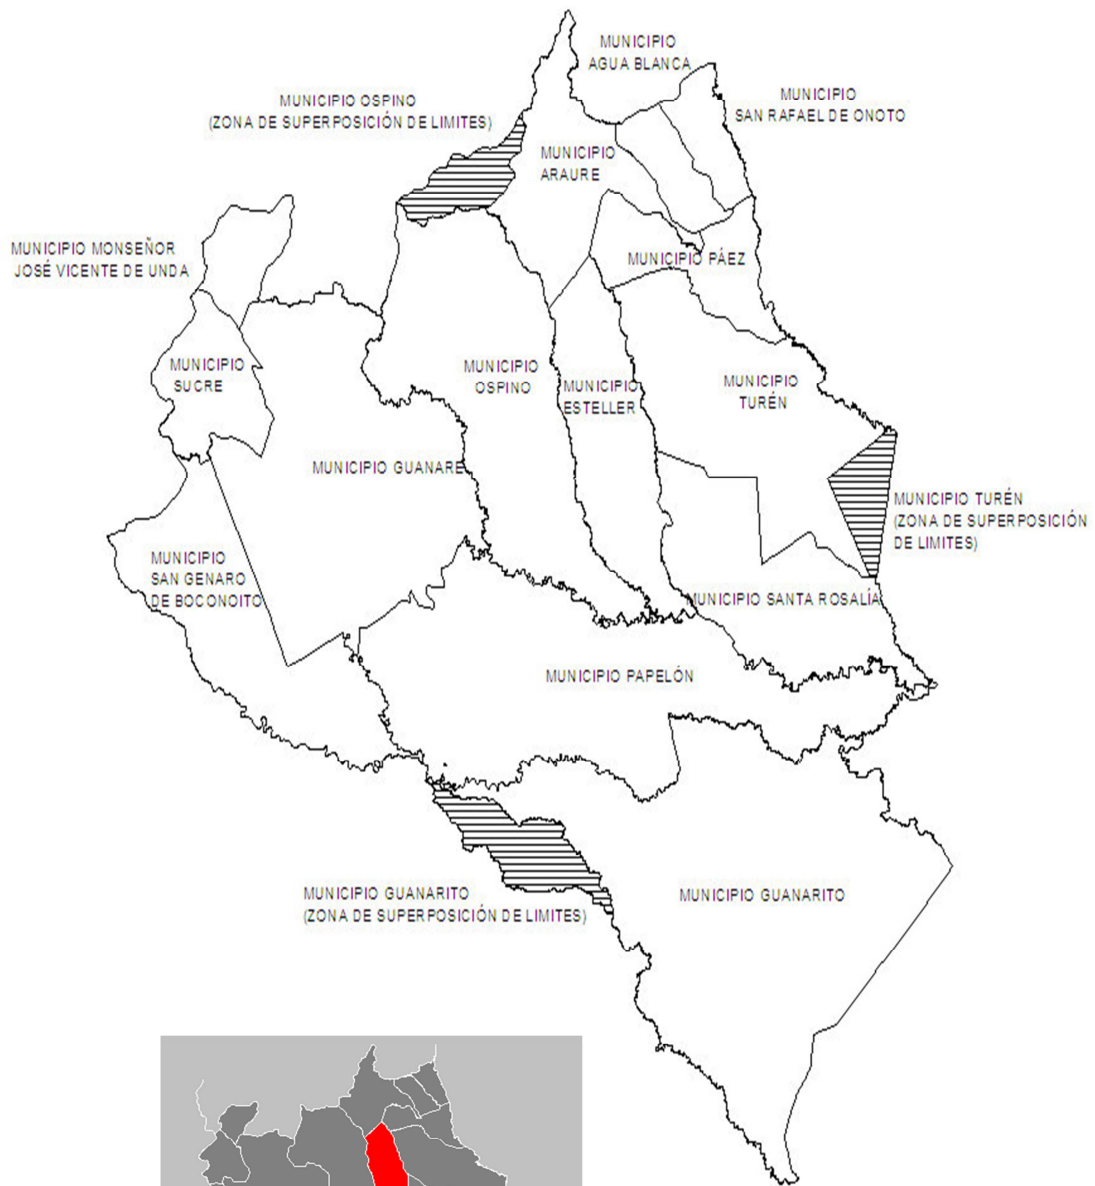 MUNICIPIO
AGUA BLANCA
MUNICIPIO OSPINO
(ZONA DE SUPERPOSICIÓN DE LIMITES)
MUNICIPIO
SAN RAFAEL DE ONOTO
MUNICIPIO
ARAURE
MUNICIPIO MONSEÑOR
JOSÉ VICENTE DE UNDA
MUNICIPIO PÁEZ
MUNICIPIO
SUCRE
MUNICIPIO
OSPINO
MUNICIPIO
ESTELLER
MUNICIPIO
TURÉN
MUNICIPIO GUANARE
MUNICIPIO TURÉN
(ZONA DE SUPERPOSICIÓN
DE LIMITES)
MUNICIPIO
SAN GENARO
DE BOCONOITO
MUNICIPIO SANTA ROSALÍA
MUNICIPIO PAPELÓN
MUNICIPIO GUANARITO
(ZONA DE SUPERPOSICIÓN DE LIMITES)
MUNICIPIO GUANARITO